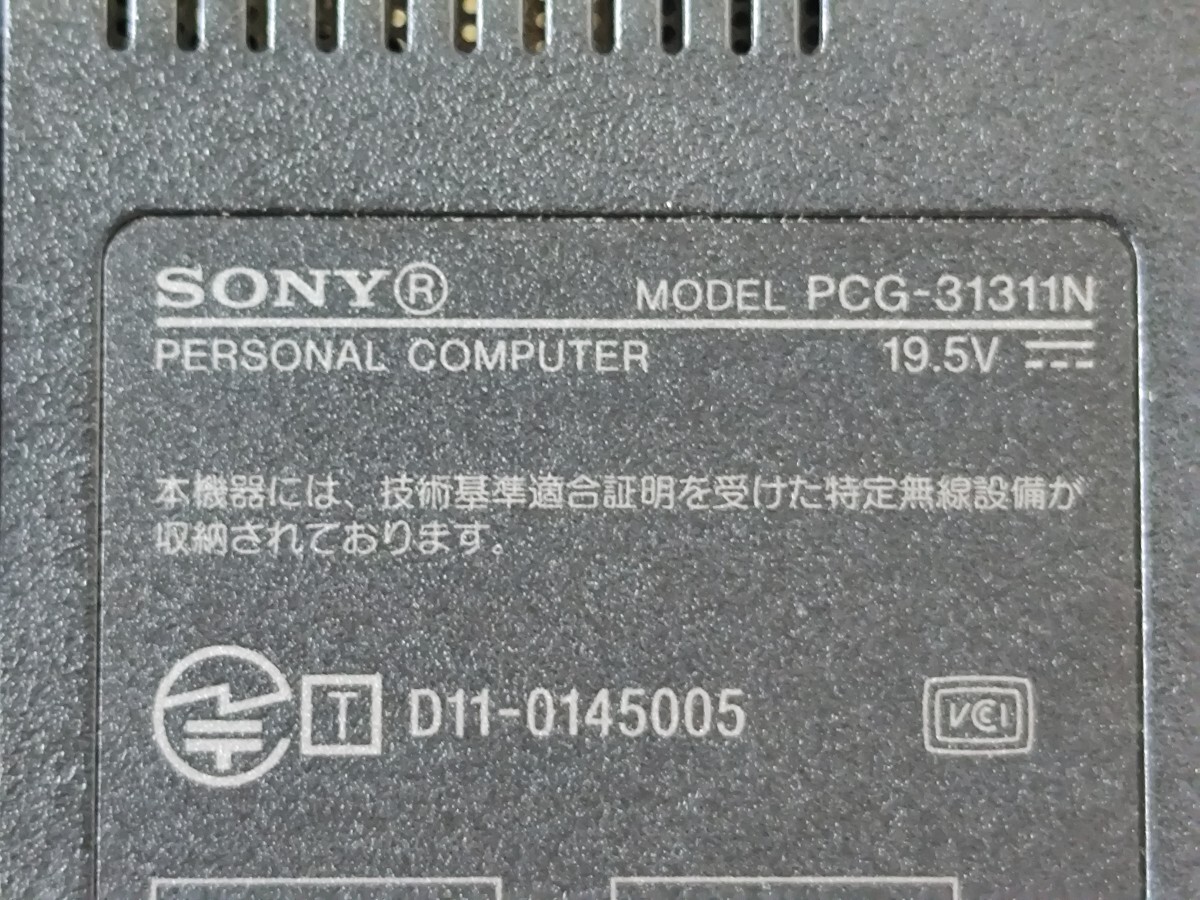 SONY® MODEL PCG-31311N
PERSONAL COMPUTER 19.5V
本機器には、技術基準適合証明を受けた特定無線設備が
収納されております。
T D11-0145005 VCI